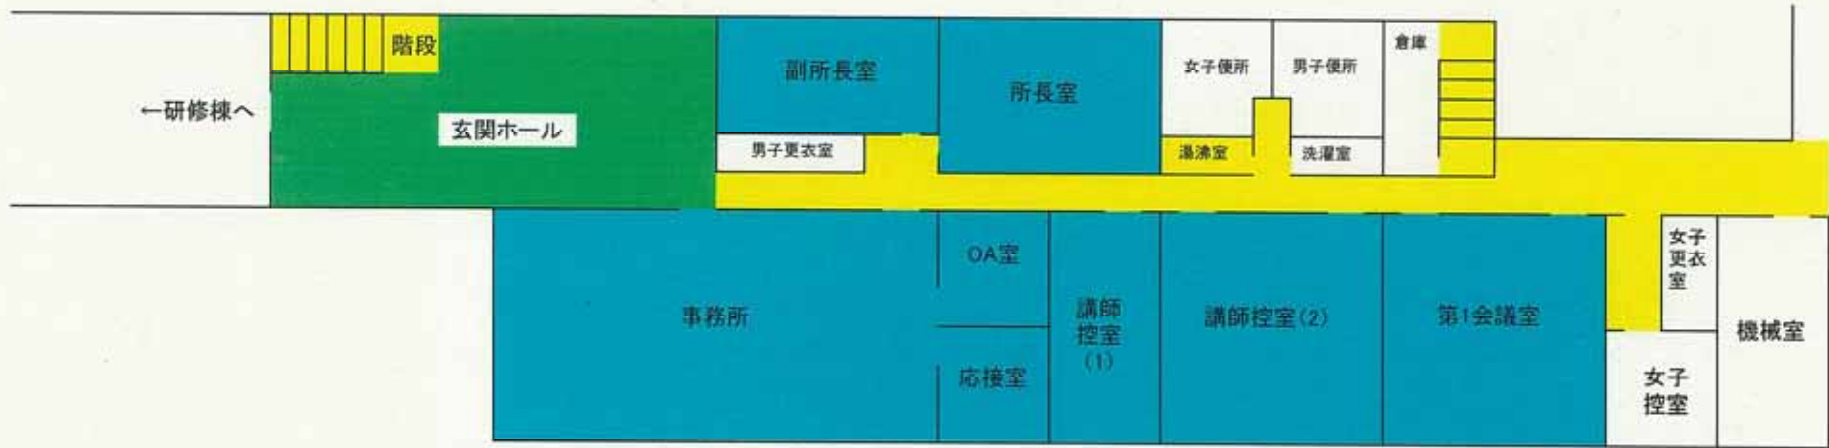 階段
←研修棟へ
玄関ホール
副所長室
男子更衣室
所長室
女子便所
男子便所
倉庫
湯沸室
洗濯室
事務所
OA室
応接室
講師
控室
(1)
講師控室(2)
第1会議室
女子
更衣
室
女子
控室
機械室